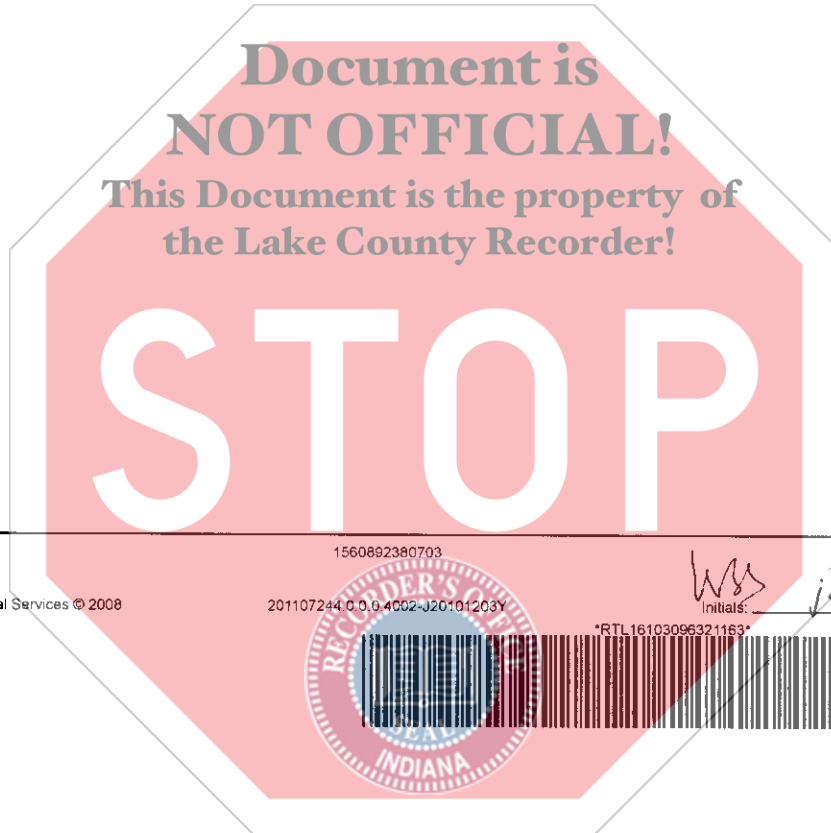 Document is
NOT OFFICIAL!
This Document is the property of
the Lake County Recorder!
STOP
1560892380703
al Services © 2008
201107244.0.0.0.4002-J20101203Y
Initials:
*RTL16103096321163*
RECORDER'S OFFICE
SEAL
INDIANA